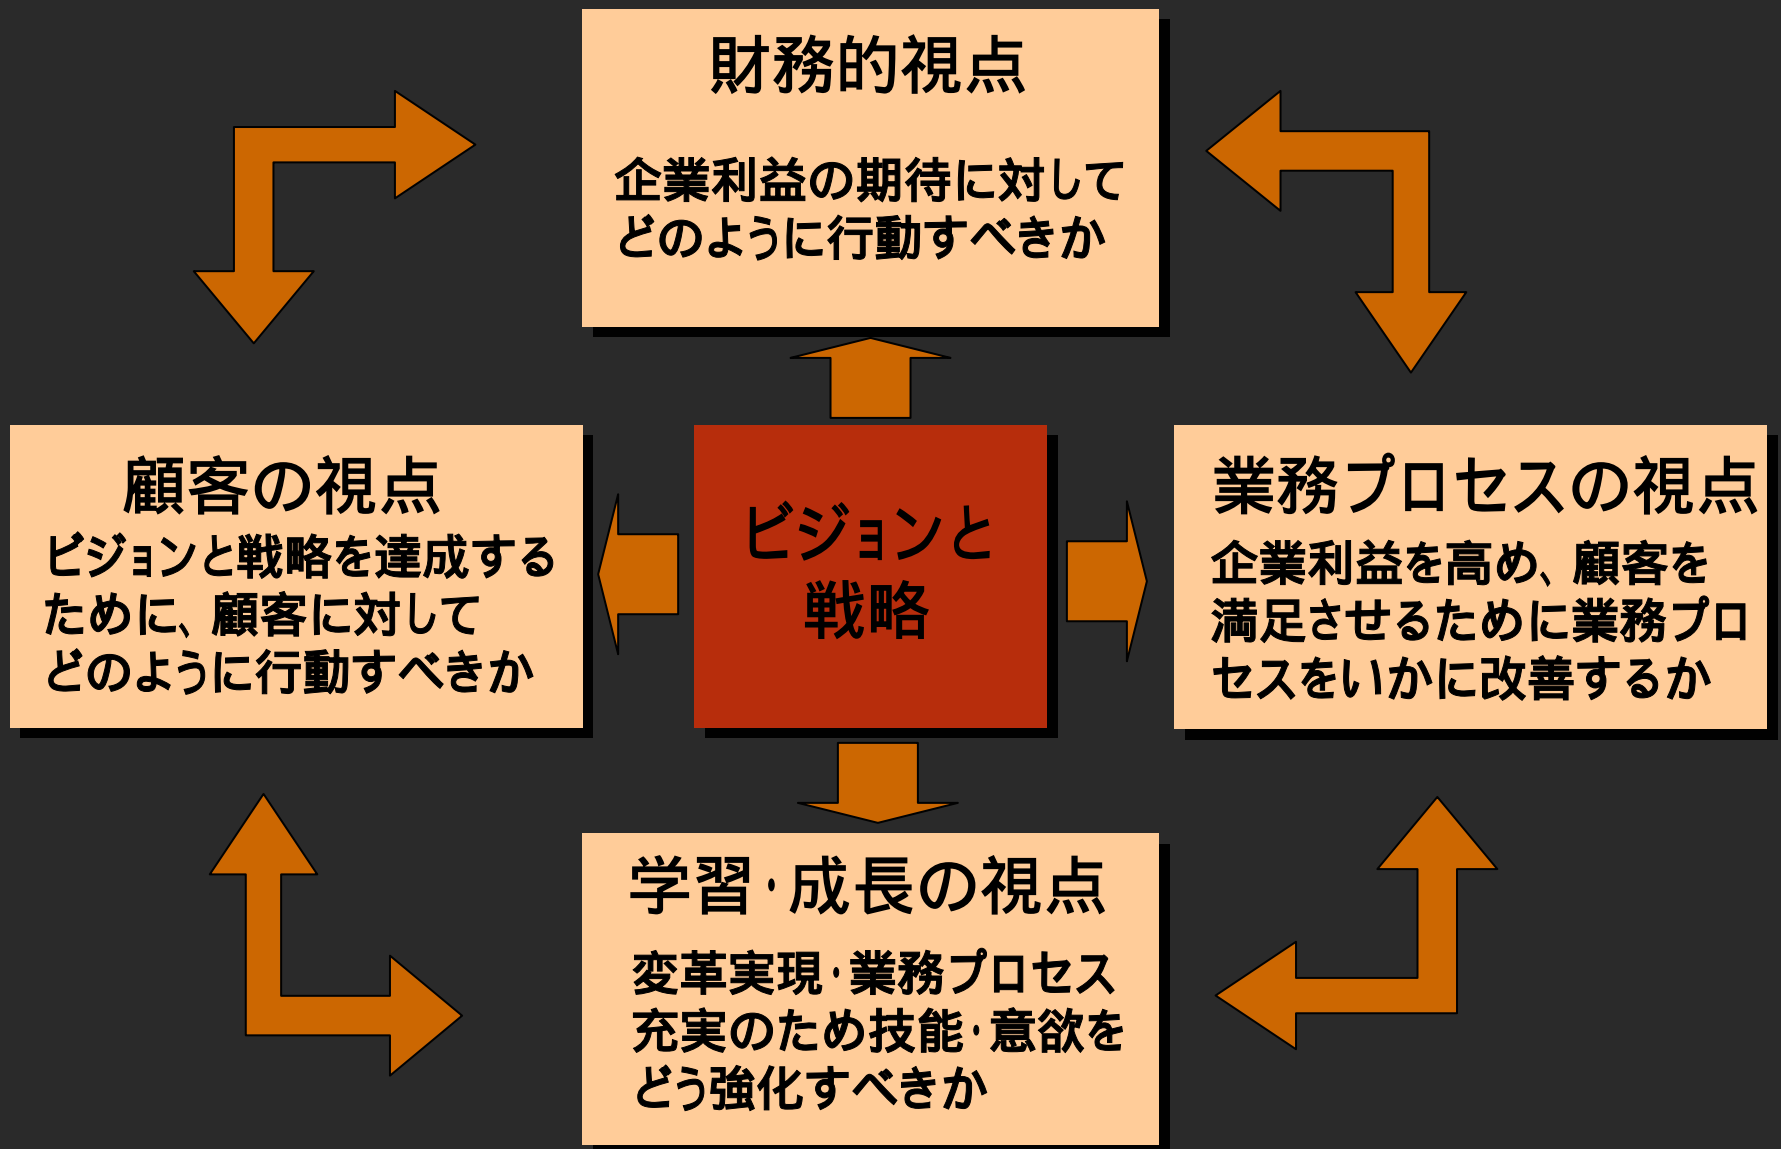 財務的視点
企業利益の期待に対して
どのように行動すべきか
顧客の視点
ビジョンと戦略を達成する
ために、顧客に対して
どのように行動すべきか
ビジョンと
戦略
業務プロセスの視点
企業利益を高め、顧客を
満足させるために業務プロ
セスをいかに改善するか
学習・成長の視点
変革実現・業務プロセス
充実のため技能・意欲を
どう強化すべきか